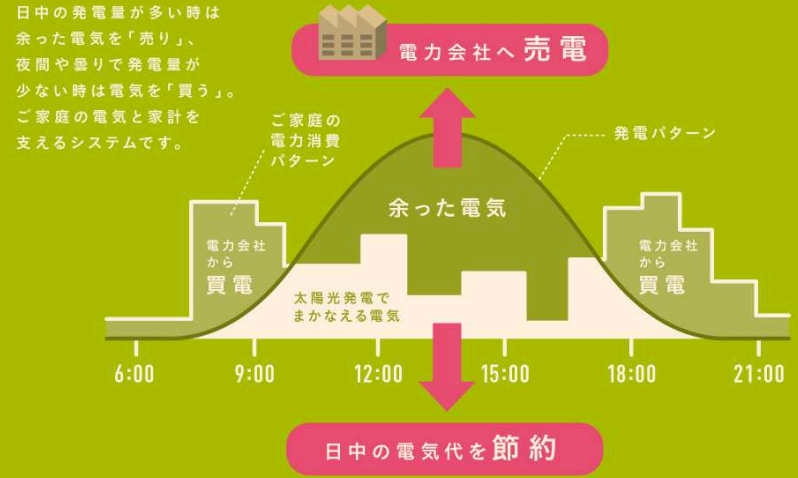 日中の発電量が多い時は
余った電気を「売り」、
夜間や曇りで発電量が
少ない時は電気を「買う」。
ご家庭の電気と家計を
支えるシステムです。
電力会社へ売電
ご家庭の
電力消費
パターン
発電パターン
余った電気
電力会社
から
買電
太陽光発電で
まかなえる電気
電力会社
から
買電
6:00 9:00 12:00 15:00 18:00 21:00
日中の電気代を節約